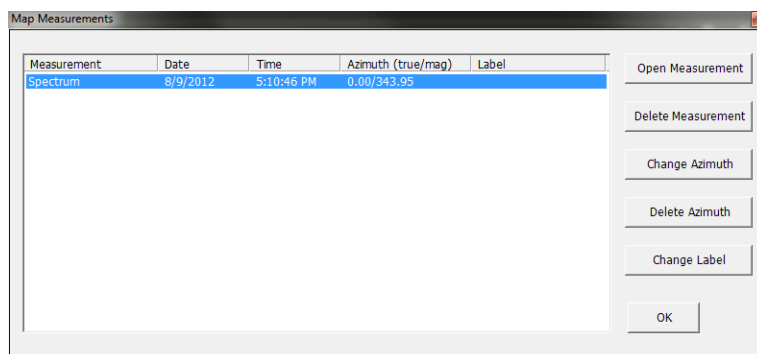 Map Measurements
Measurement Date Time Azimuth (true/mag) Label
Spectrum 8/9/2012 5:10:46 PM 0.00/343.95
Open Measurement
Delete Measurement
Change Azimuth
Delete Azimuth
Change Label
OK